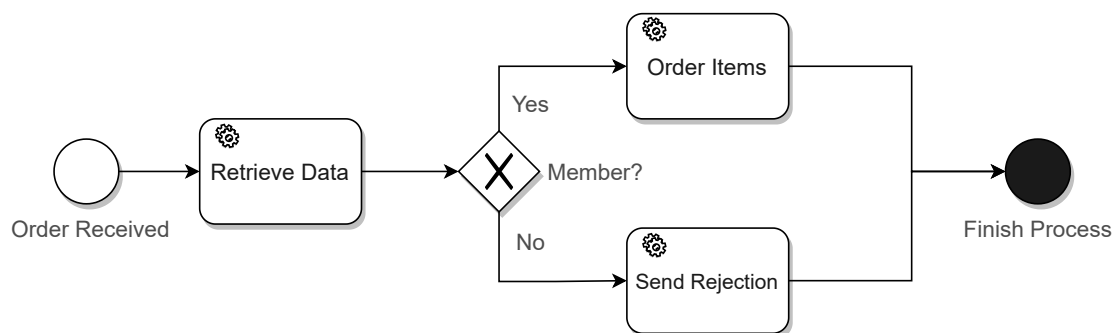 Order Received
Retrieve Data
Member?
Yes
Order Items
No
Send Rejection
Finish Process